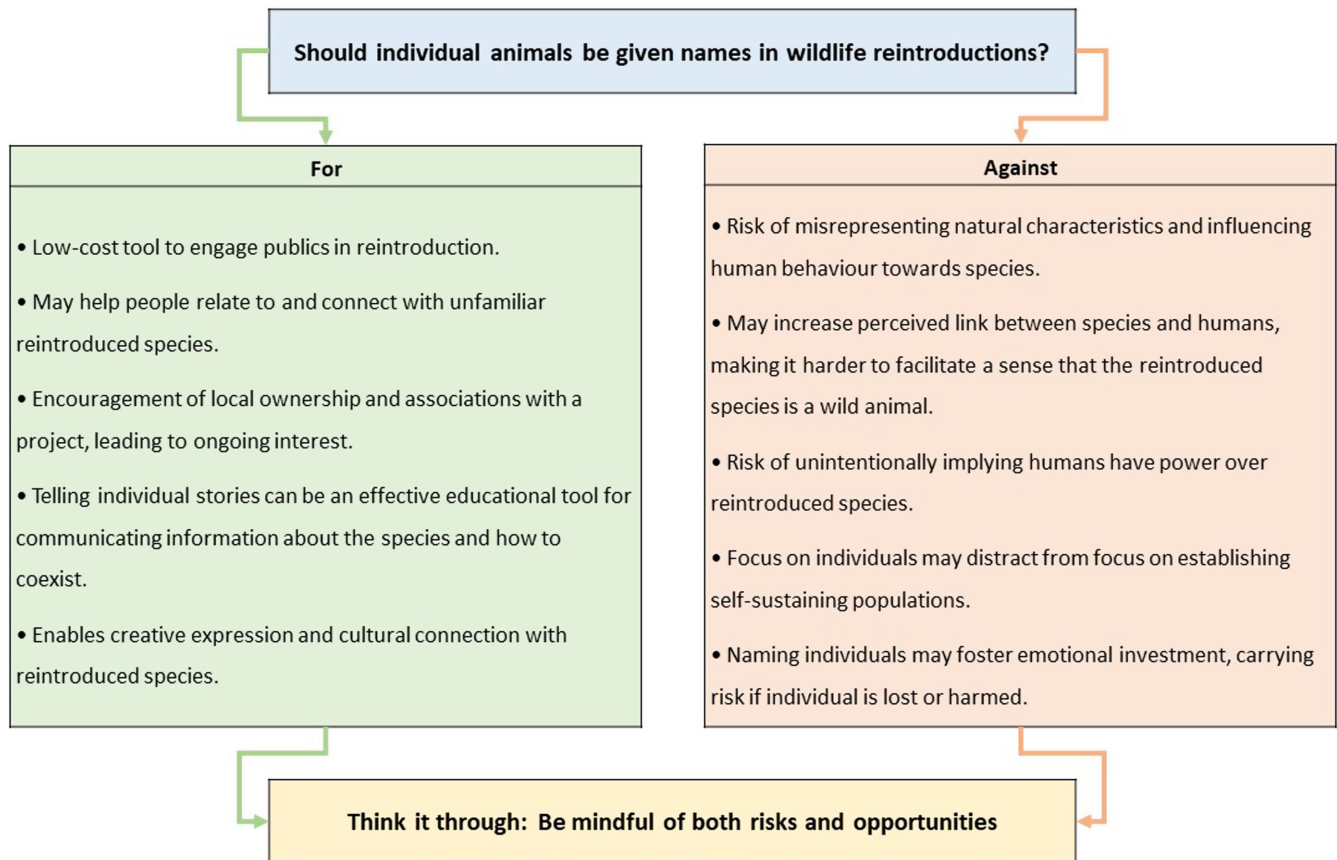 Should individual animals be given names in wildlife reintroductions?
For
• Low-cost tool to engage publics in reintroduction.
• May help people relate to and connect with unfamiliar
reintroduced species.
• Encouragement of local ownership and associations with a
project, leading to ongoing interest.
• Telling individual stories can be an effective educational tool for
communicating information about the species and how to
coexist.
• Enables creative expression and cultural connection with
reintroduced species.
Against
• Risk of misrepresenting natural characteristics and influencing
human behaviour towards species.
• May increase perceived link between species and humans,
making it harder to facilitate a sense that the reintroduced
species is a wild animal.
• Risk of unintentionally implying humans have power over
reintroduced species.
• Focus on individuals may distract from focus on establishing
self-sustaining populations.
• Naming individuals may foster emotional investment, carrying
risk if individual is lost or harmed.
Think it through: Be mindful of both risks and opportunities